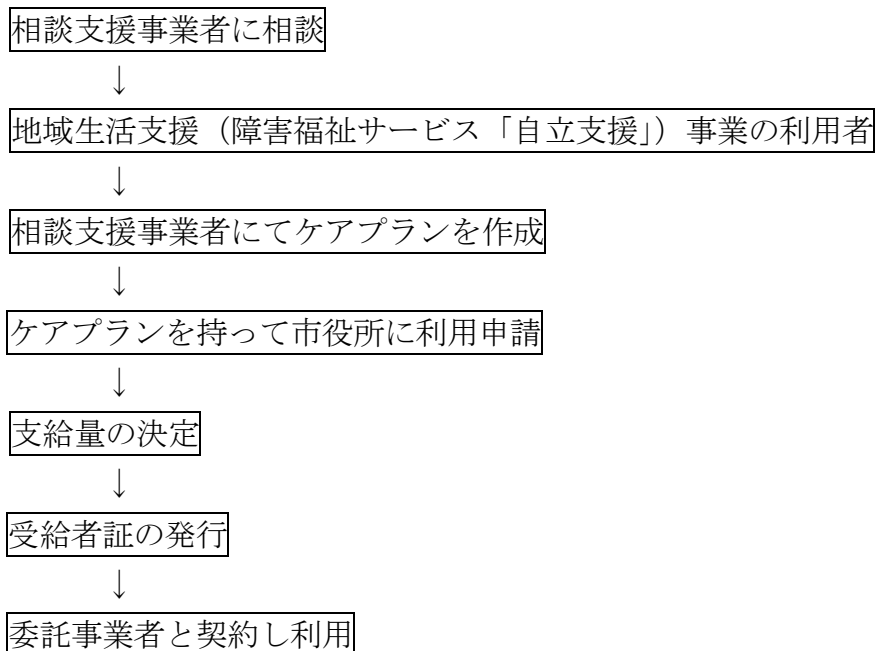 相談支援事業者に相談
↓
地域生活支援（障害福祉サービス「自立支援」）事業の利用者
↓
相談支援事業者にてケアプランを作成
↓
ケアプランを持って市役所に利用申請
↓
支給量の決定
↓
受給者証の発行
↓
委託事業者と契約し利用